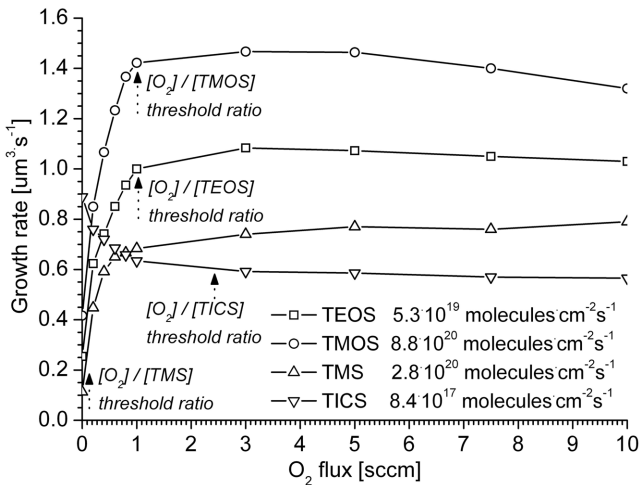 1.6
1.4
1.2
1.0
0.8
0.6
0.4
0.2
0.0
Growth rate [um³·s⁻¹]
[O₂] / [TMOS]
threshold ratio
[O₂] / [TEOS]
threshold ratio
[O₂] / [TICS]
threshold ratio
[O₂] / [TMS]
threshold ratio
TEOS 5.3·10¹⁹ molecules·cm⁻²s⁻¹
TMOS 8.8·10²⁰ molecules·cm⁻²s⁻¹
TMS 2.8·10²⁰ molecules·cm⁻²s⁻¹
TICS 8.4·10¹⁷ molecules·cm⁻²s⁻¹
0 1 2 3 4 5 6 7 8 9 10
O₂ flux [sccm]